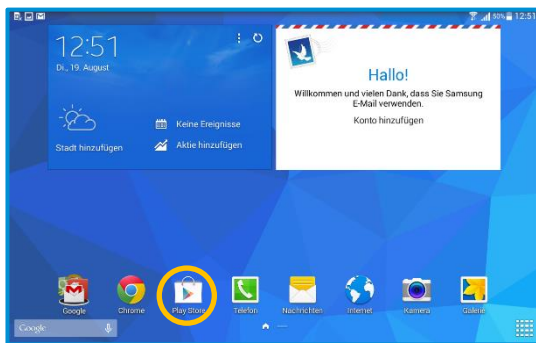 50% 12:51
12:51
Di., 19. August
Stadt hinzufügen
Keine Ereignisse
Aktie hinzufügen
Hallo!
Willkommen und vielen Dank, dass Sie Samsung
E-Mail verwenden.
Konto hinzufügen
Google
Chrome
Play Store
Telefon
Nachrichten
Internet
Kamera
Galerie
Google